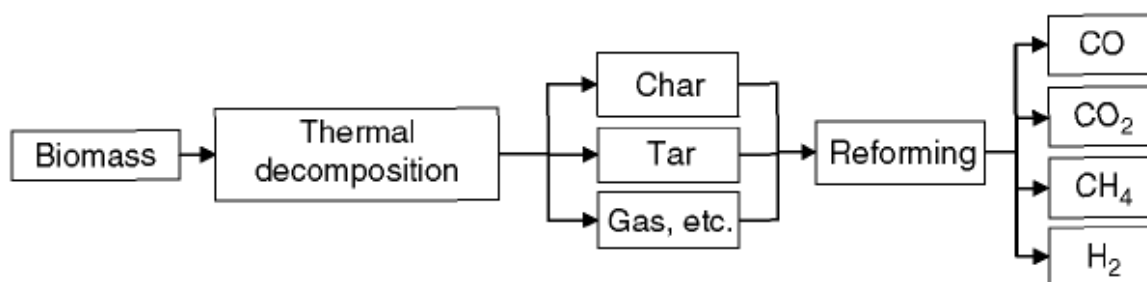 Biomass
Thermal
decomposition
Char
Tar
Gas, etc.
Reforming
CO
CO₂
CH₄
H₂